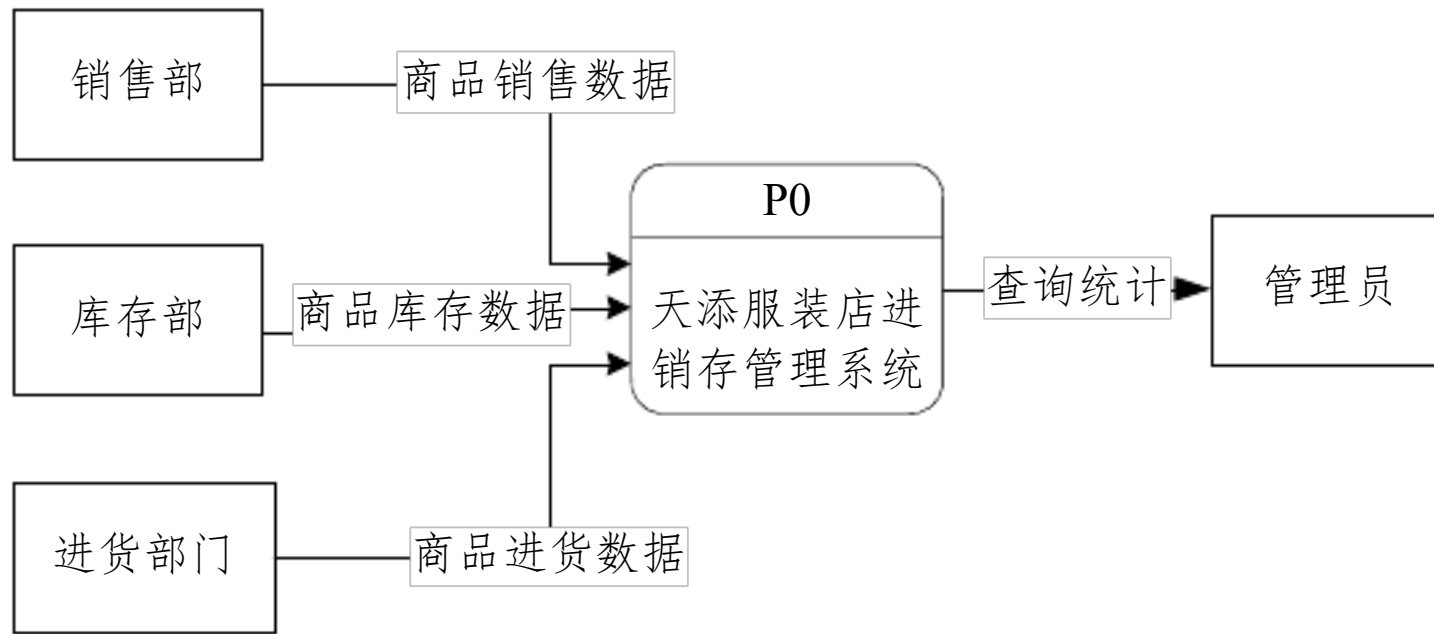 销售部
商品销售数据
P0
库存部
商品库存数据
天添服装店进
销存管理系统
查询统计
管理员
进货部门
商品进货数据